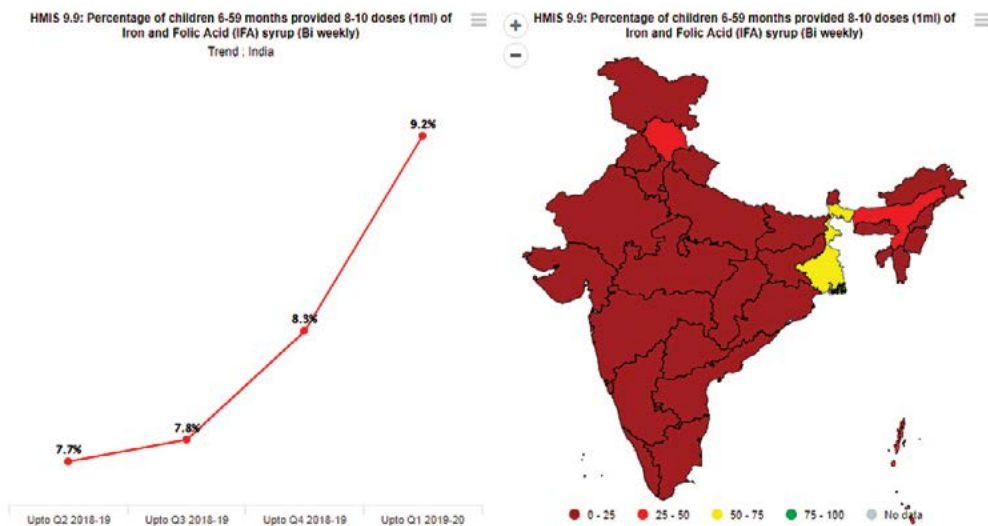 HMIS 9.9: Percentage of children 6-59 months provided 8-10 doses (1ml) of
Iron and Folic Acid (IFA) syrup (Bi weekly)
Trend : India
9.2%
8.3%
7.8%
7.7%
Upto Q2 2018-19
Upto Q3 2018-19
Upto Q4 2018-19
Upto Q1 2019-20
HMIS 9.9: Percentage of children 6-59 months provided 8-10 doses (1ml) of
Iron and Folic Acid (IFA) syrup (Bi weekly)
0 - 25
25 - 50
50 - 75
75 - 100
No data